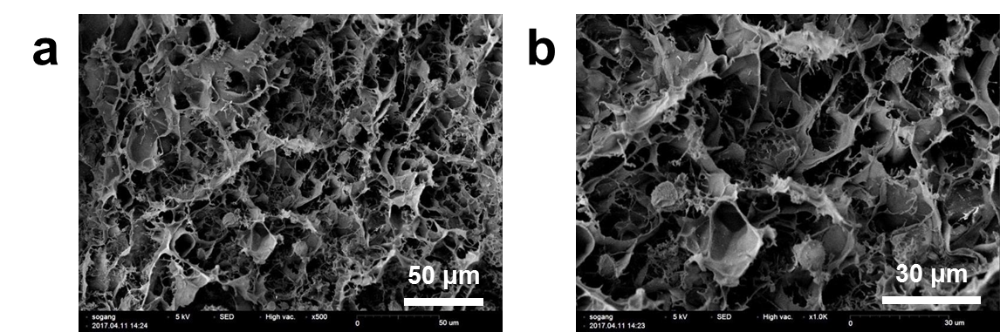 a
b
50 µm
30 µm
sogang 5 kV SED High vac. x500
2017.04.11 14:24 0 50 um
sogang 5 kV SED High vac. x1.0K
2017.04.11 14:23 0 30 um